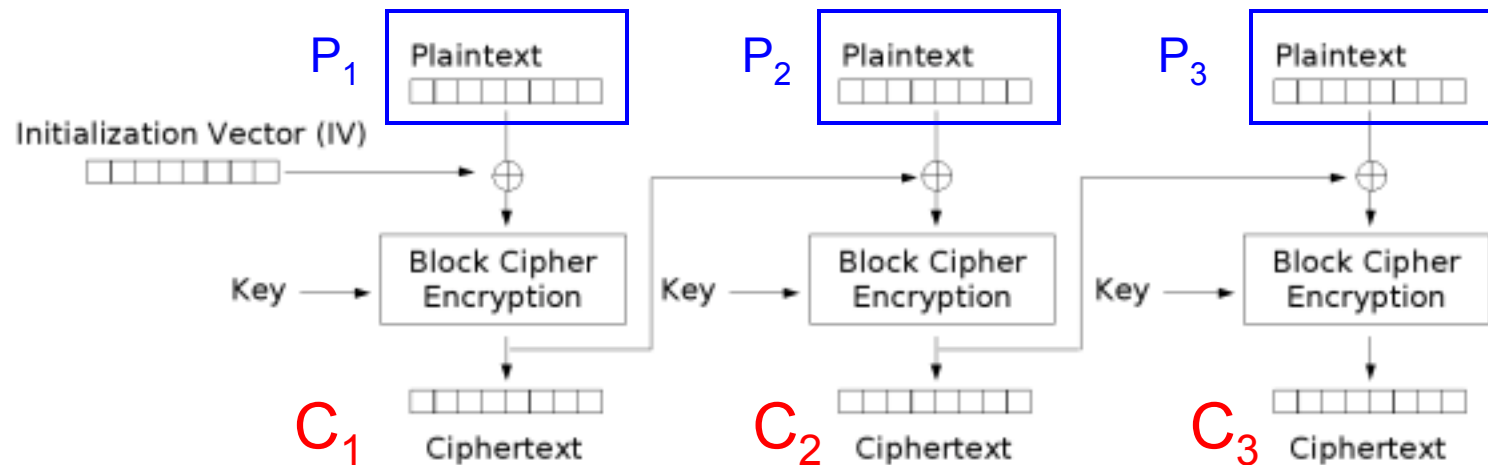 P1 Plaintext P2 Plaintext P3 Plaintext
Initialization Vector (IV)
Key Block Cipher Encryption Key Block Cipher Encryption Key Block Cipher Encryption
C1 Ciphertext C2 Ciphertext C3 Ciphertext